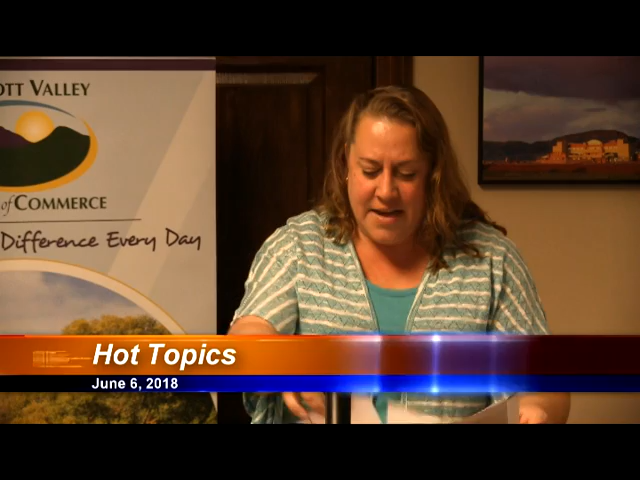 OTT VALLEY
of COMMERCE
Difference Every Day
Hot Topics
June 6, 2018